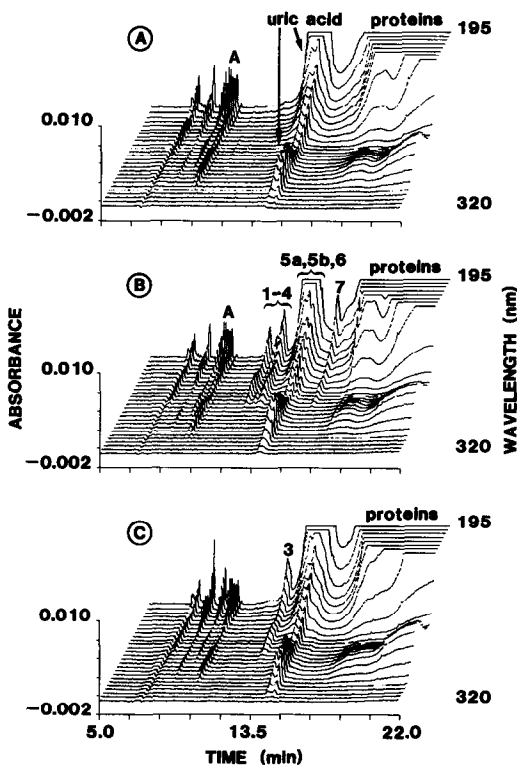 A
uric acid
proteins
195
A
0.010
-0.002
320
B
5a,5b,6
proteins
195
1-4
7
A
0.010
-0.002
320
ABSORBANCE
WAVELENGTH (nm)
C
proteins
195
3
0.010
-0.002
320
5.0
13.5
22.0
TIME (min)